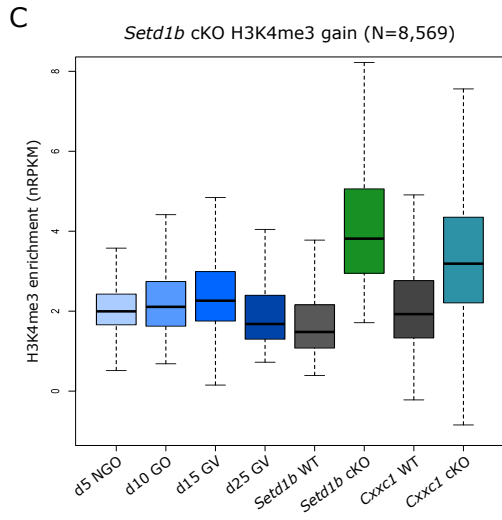 C
Setd1b cKO H3K4me3 gain (N=8,569)
H3K4me3 enrichment (nRPKM)
8
6
4
2
0
d5 NGO
d10 GO
d15 GV
d25 GV
Setd1b WT
Setd1b cKO
Cxxc1 WT
Cxxc1 cKO